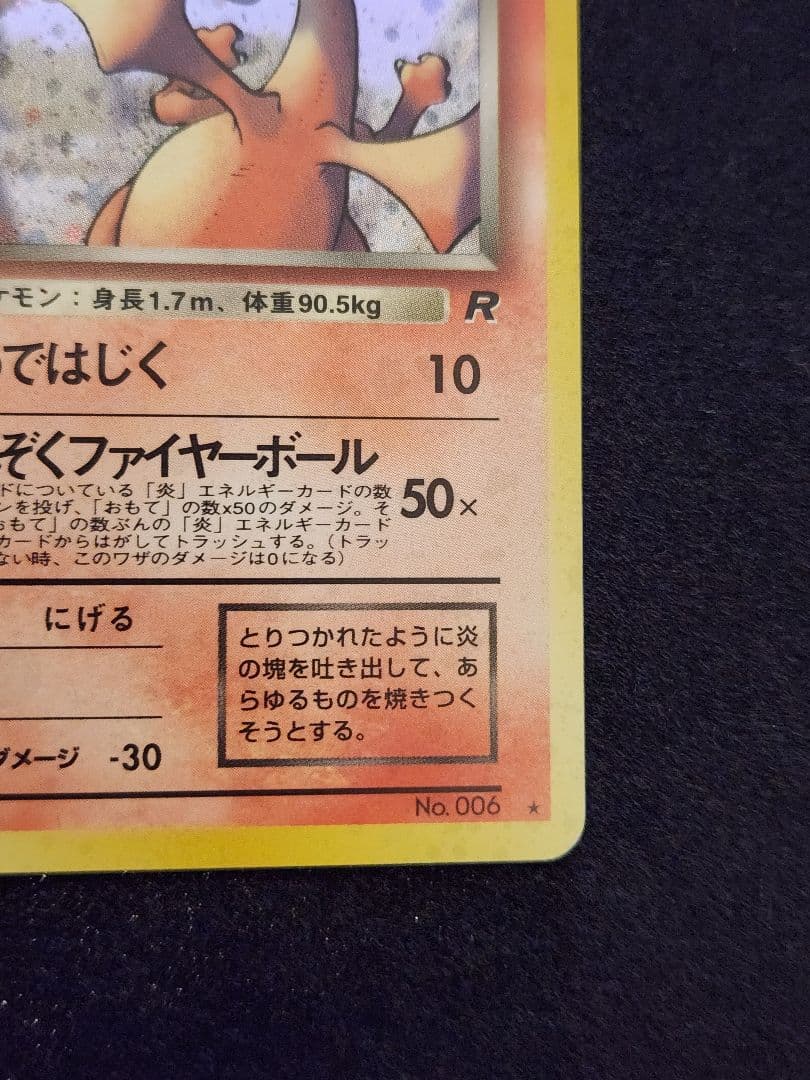 ケモン：身長1.7m、体重90.5kg R
ではじく 10
ぞくファイヤーボール
ドについている「炎」エネルギーカードの数
ンを投げ、「おもて」の数x50のダメージ。そ
おもて」の数ぶんの「炎」エネルギーカード
カードからはがしてトラッシュする。（トラッ
ない時、このワザのダメージは0になる）
50×
にげる
ダメージ -30
とりつかれたように炎
の塊を吐き出して、あ
らゆるものを焼きつく
そうとする。
No. 006 ★